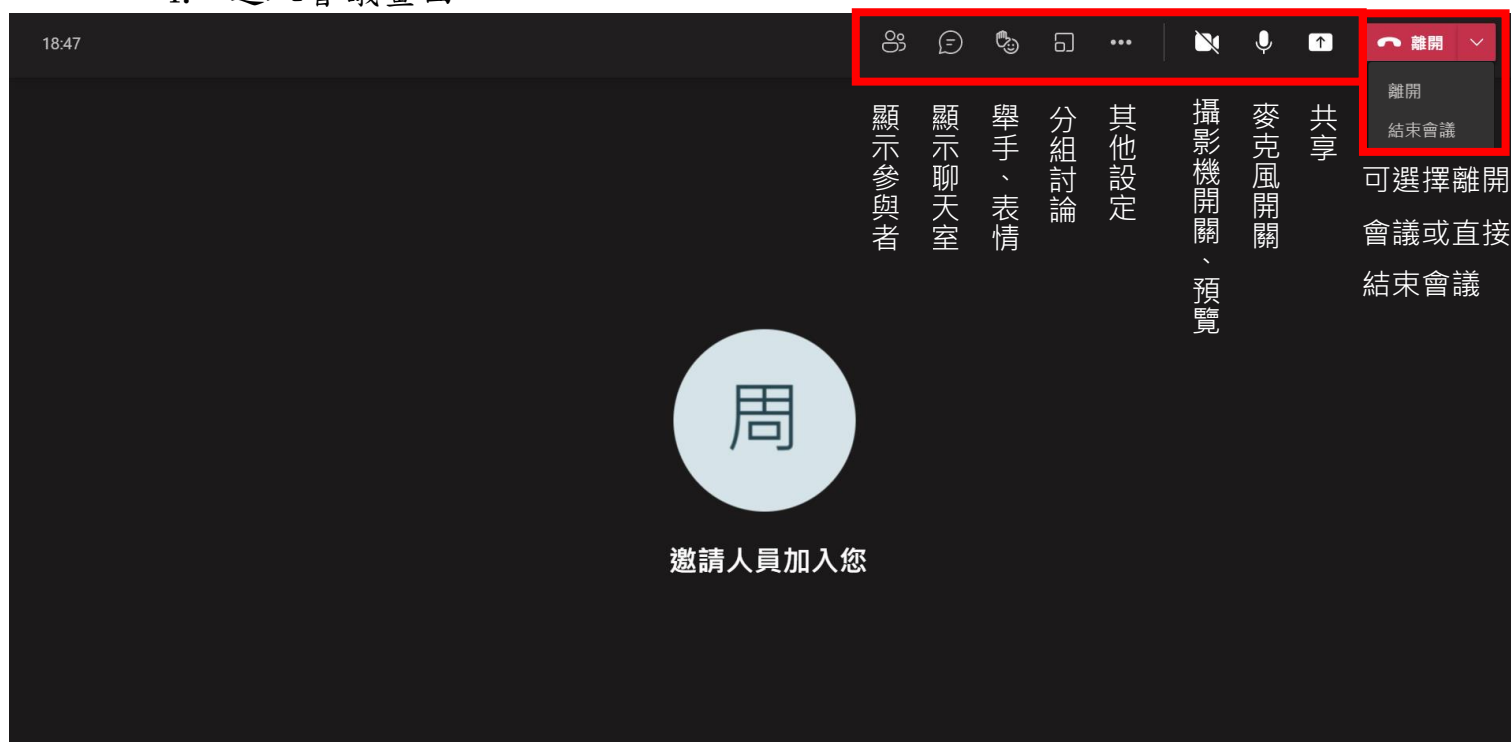 18:47
離開
離開
結束會議
顯示參與者
顯示聊天室
舉手、表情
分組討論
其他設定
攝影機開關、預覽
麥克風開關
共享
可選擇離開
會議或直接
結束會議
周
邀請人員加入您